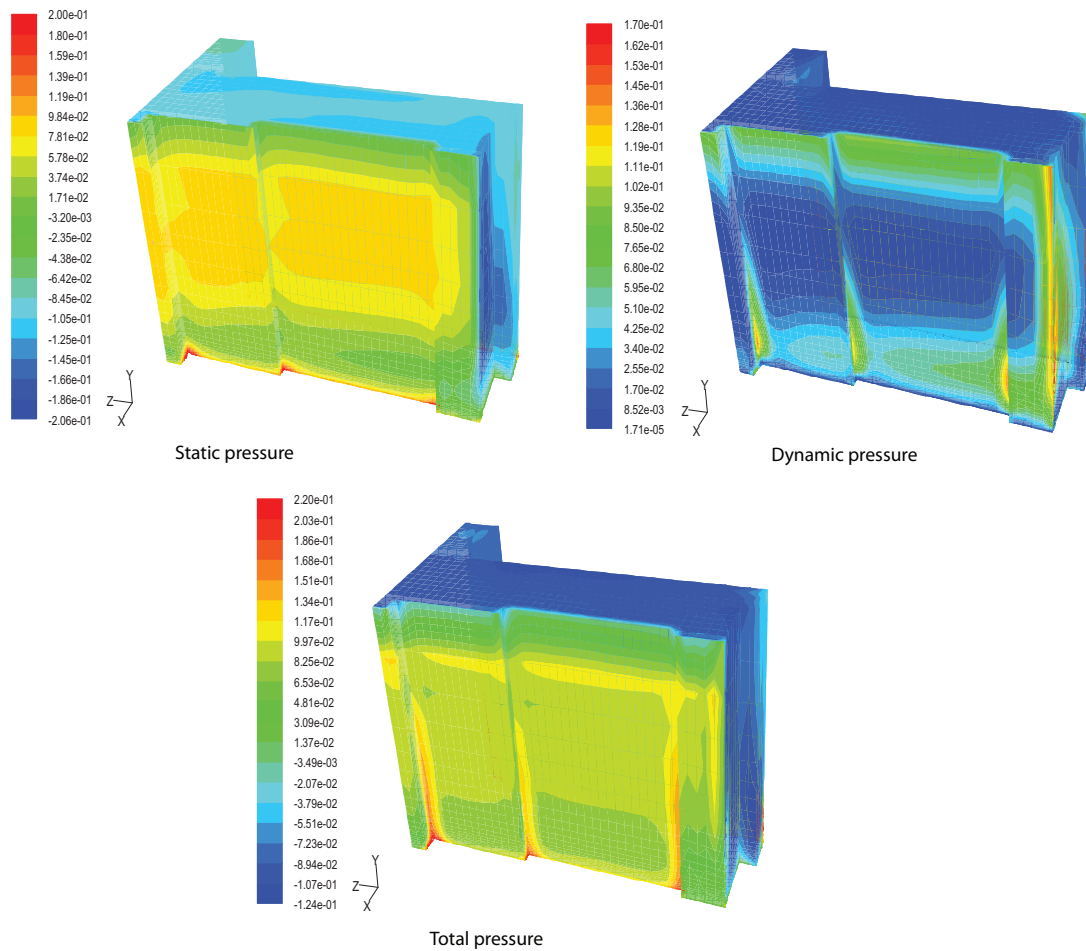 2.00e-01
1.80e-01
1.59e-01
1.39e-01
1.19e-01
9.84e-02
7.81e-02
5.78e-02
3.74e-02
1.71e-02
-3.20e-03
-2.35e-02
-4.38e-02
-6.42e-02
-8.45e-02
-1.05e-01
-1.25e-01
-1.45e-01
-1.66e-01
-1.86e-01
-2.06e-01
Y
Z
X
Static pressure
1.70e-01
1.62e-01
1.53e-01
1.45e-01
1.36e-01
1.28e-01
1.19e-01
1.11e-01
1.02e-01
9.35e-02
8.50e-02
7.65e-02
6.80e-02
5.95e-02
5.10e-02
4.25e-02
3.40e-02
2.55e-02
1.70e-02
8.52e-03
1.71e-05
Y
Z
X
Dynamic pressure
2.20e-01
2.03e-01
1.86e-01
1.68e-01
1.51e-01
1.34e-01
1.17e-01
9.97e-02
8.25e-02
6.53e-02
4.81e-02
3.09e-02
1.37e-02
-3.49e-03
-2.07e-02
-3.79e-02
-5.51e-02
-7.23e-02
-8.94e-02
-1.07e-01
-1.24e-01
Y
Z
X
Total pressure